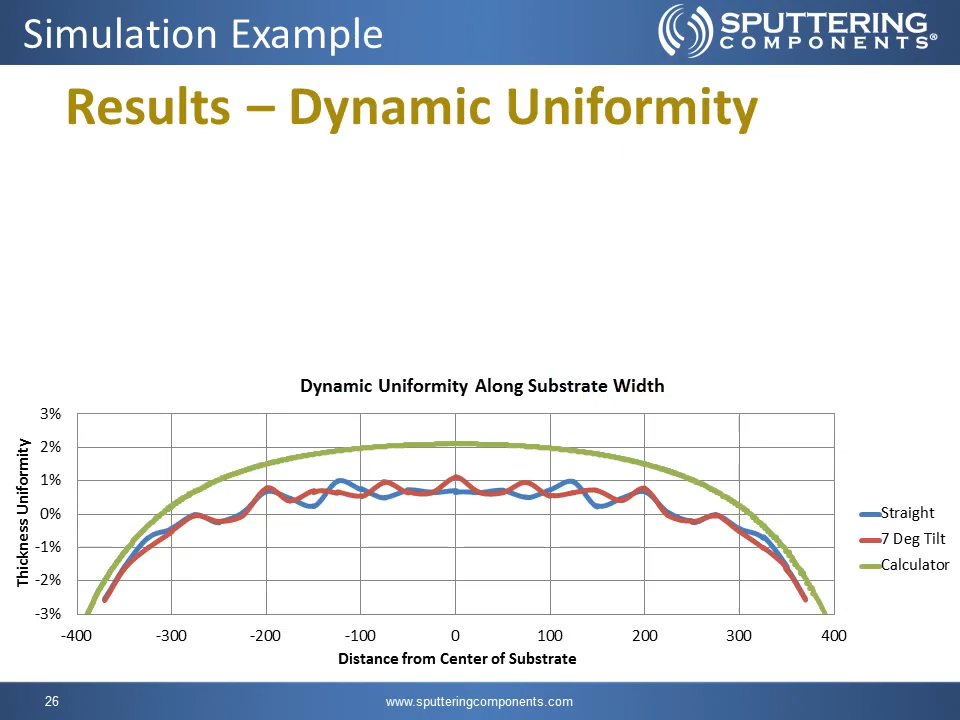 Simulation Example
SPUTTERING
COMPONENTS®
Results – Dynamic Uniformity
Dynamic Uniformity Along Substrate Width
Thickness Uniformity
3%
2%
1%
0%
-1%
-2%
-3%
-400 -300 -200 -100 0 100 200 300 400
Distance from Center of Substrate
Straight
7 Deg Tilt
Calculator
26
www.sputteringcomponents.com